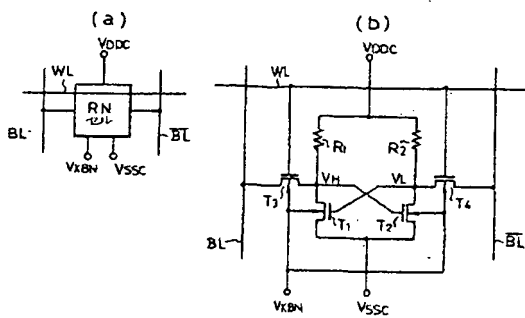 (a)
VDDC
WL
RN
セル
BL
BL
VXBN
VSSC
(b)
VDDC
WL
R1
R2
VH
VL
T3
T1
T2
T4
BL
BL
VXBN
VSSC